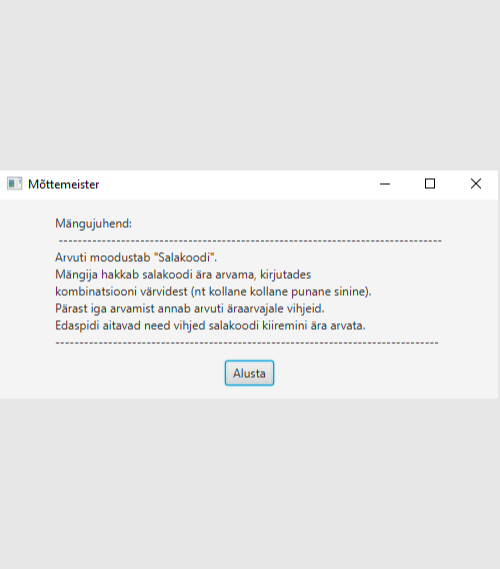 Mõttemeister
Mängujuhend:
--------------------------------------------------------------------------------
Arvuti moodustab "Salakoodi".
Mängija hakkab salakoodi ära arvama, kirjutades
kombinatsiooni värvidest (nt kollane kollane punane sinine).
Pärast iga arvamist annab arvuti äraarvajale vihjeid.
Edaspidi aitavad need vihjed salakoodi kiiremini ära arvata.
--------------------------------------------------------------------------------
Alusta